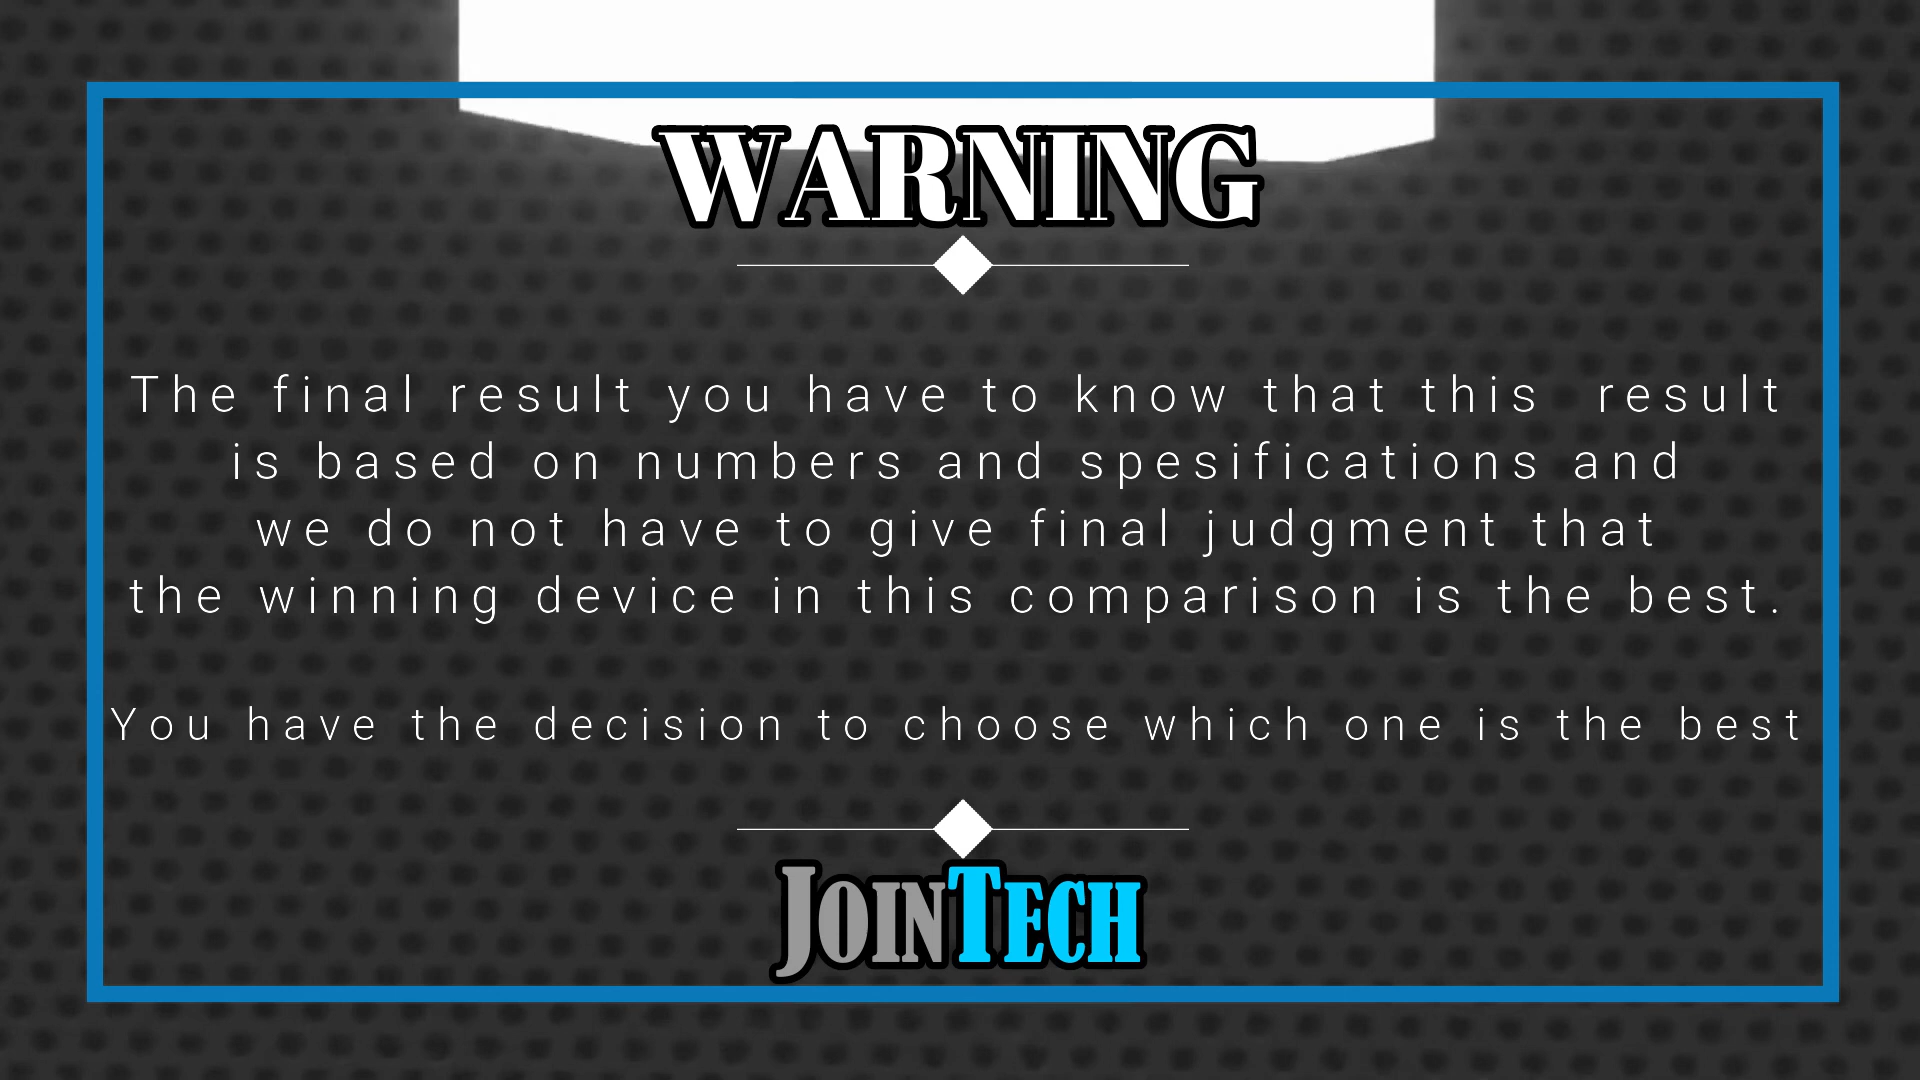 WARNING
The final result you have to know that this result
is based on numbers and spesifications and
we do not have to give final judgment that
the winning device in this comparison is the best.
You have the decision to choose which one is the best
JOINTECH